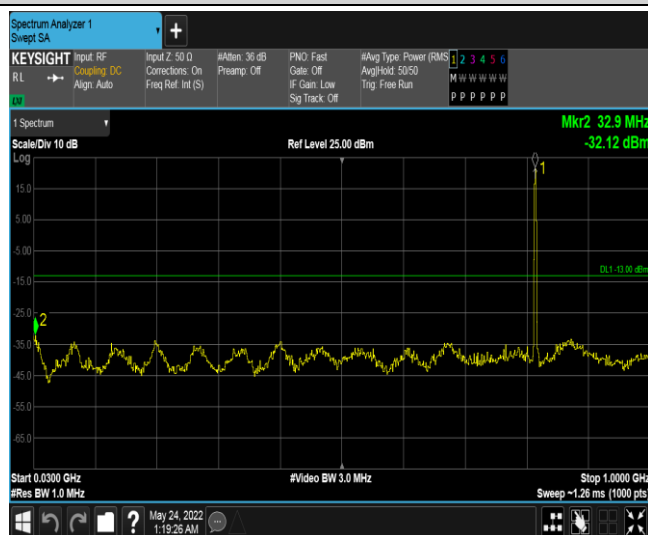 Spectrum Analyzer 1
Swept SA
+
KEYSIGHT
RL
LXI
Input: RF
Coupling: DC
Align: Auto
Input Z: 50 Ω
Corrections: On
Freq Ref: Int (S)
#Atten: 36 dB
Preamp: Off
PNO: Fast
Gate: Off
IF Gain: Low
Sig Track: Off
#Avg Type: Power (RMS
Avg|Hold: 50/50
Trig: Free Run
1 2 3 4 5 6
M W W W W W
P P P P P P
1 Spectrum
Mkr2 32.9 MHz
Scale/Div 10 dB
Ref Level 25.00 dBm
-32.12 dBm
Log
1
15.0
5.00
-5.00
DL1 -13.00 dBm
-15.0
-25.0
2
-35.0
-45.0
-55.0
-65.0
Start 0.0300 GHz
#Video BW 3.0 MHz
Stop 1.0000 GHz
#Res BW 1.0 MHz
Sweep ~1.26 ms (1000 pts)
?
May 24, 2022
1:19:26 AM